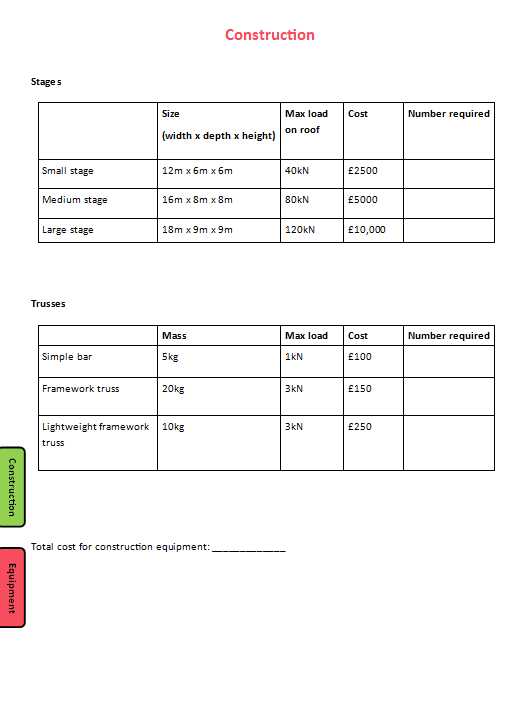 Construction
Stages
Size
(width x depth x height)
Max load
on roof
Cost
Number required
Small stage
12m x 6m x 6m
40kN
£2500
Medium stage
16m x 8m x 8m
80kN
£5000
Large stage
18m x 9m x 9m
120kN
£10,000
Trusses
Mass
Max load
Cost
Number required
Simple bar
5kg
1kN
£100
Framework truss
20kg
3kN
£150
Lightweight framework
truss
10kg
3kN
£250
Construction
Total cost for construction equipment: _____________
Equipment